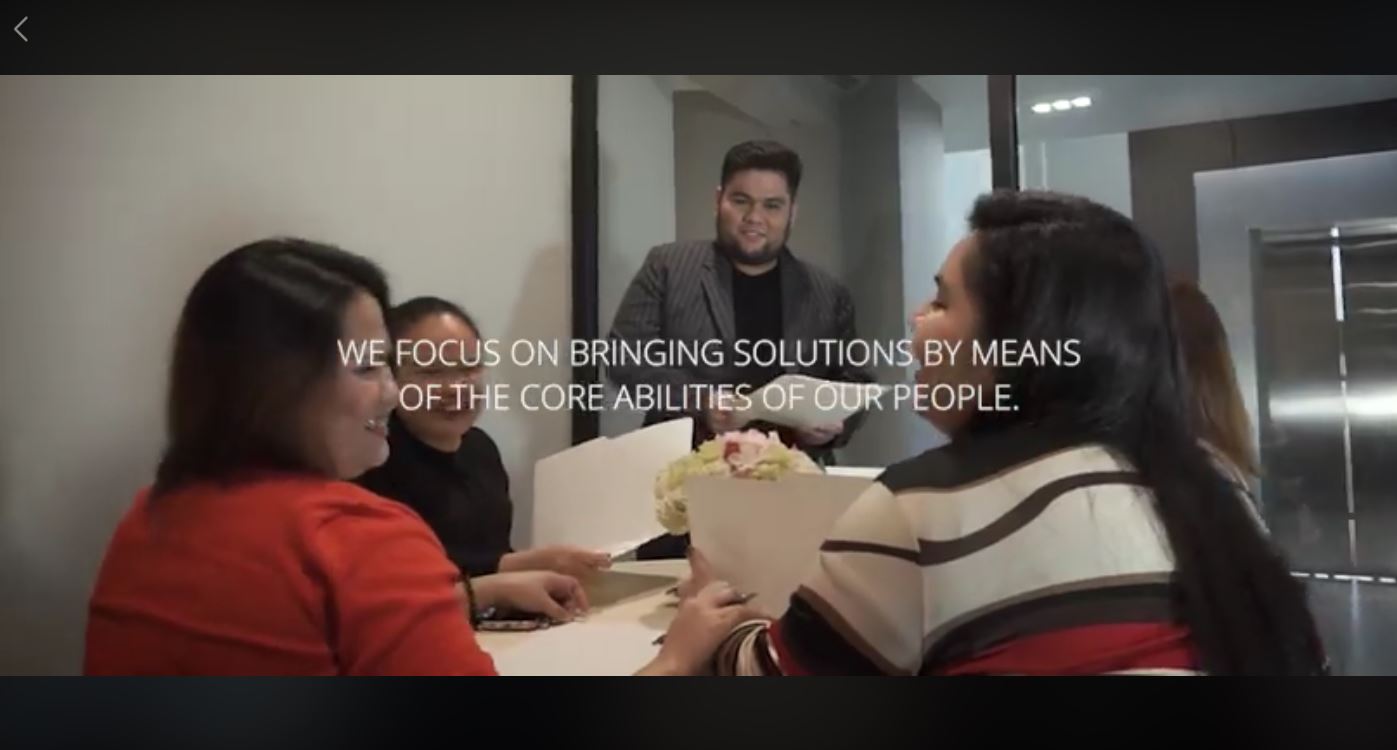 WE FOCUS ON BRINGING SOLUTIONS BY MEANS
OF THE CORE ABILITIES OF OUR PEOPLE.